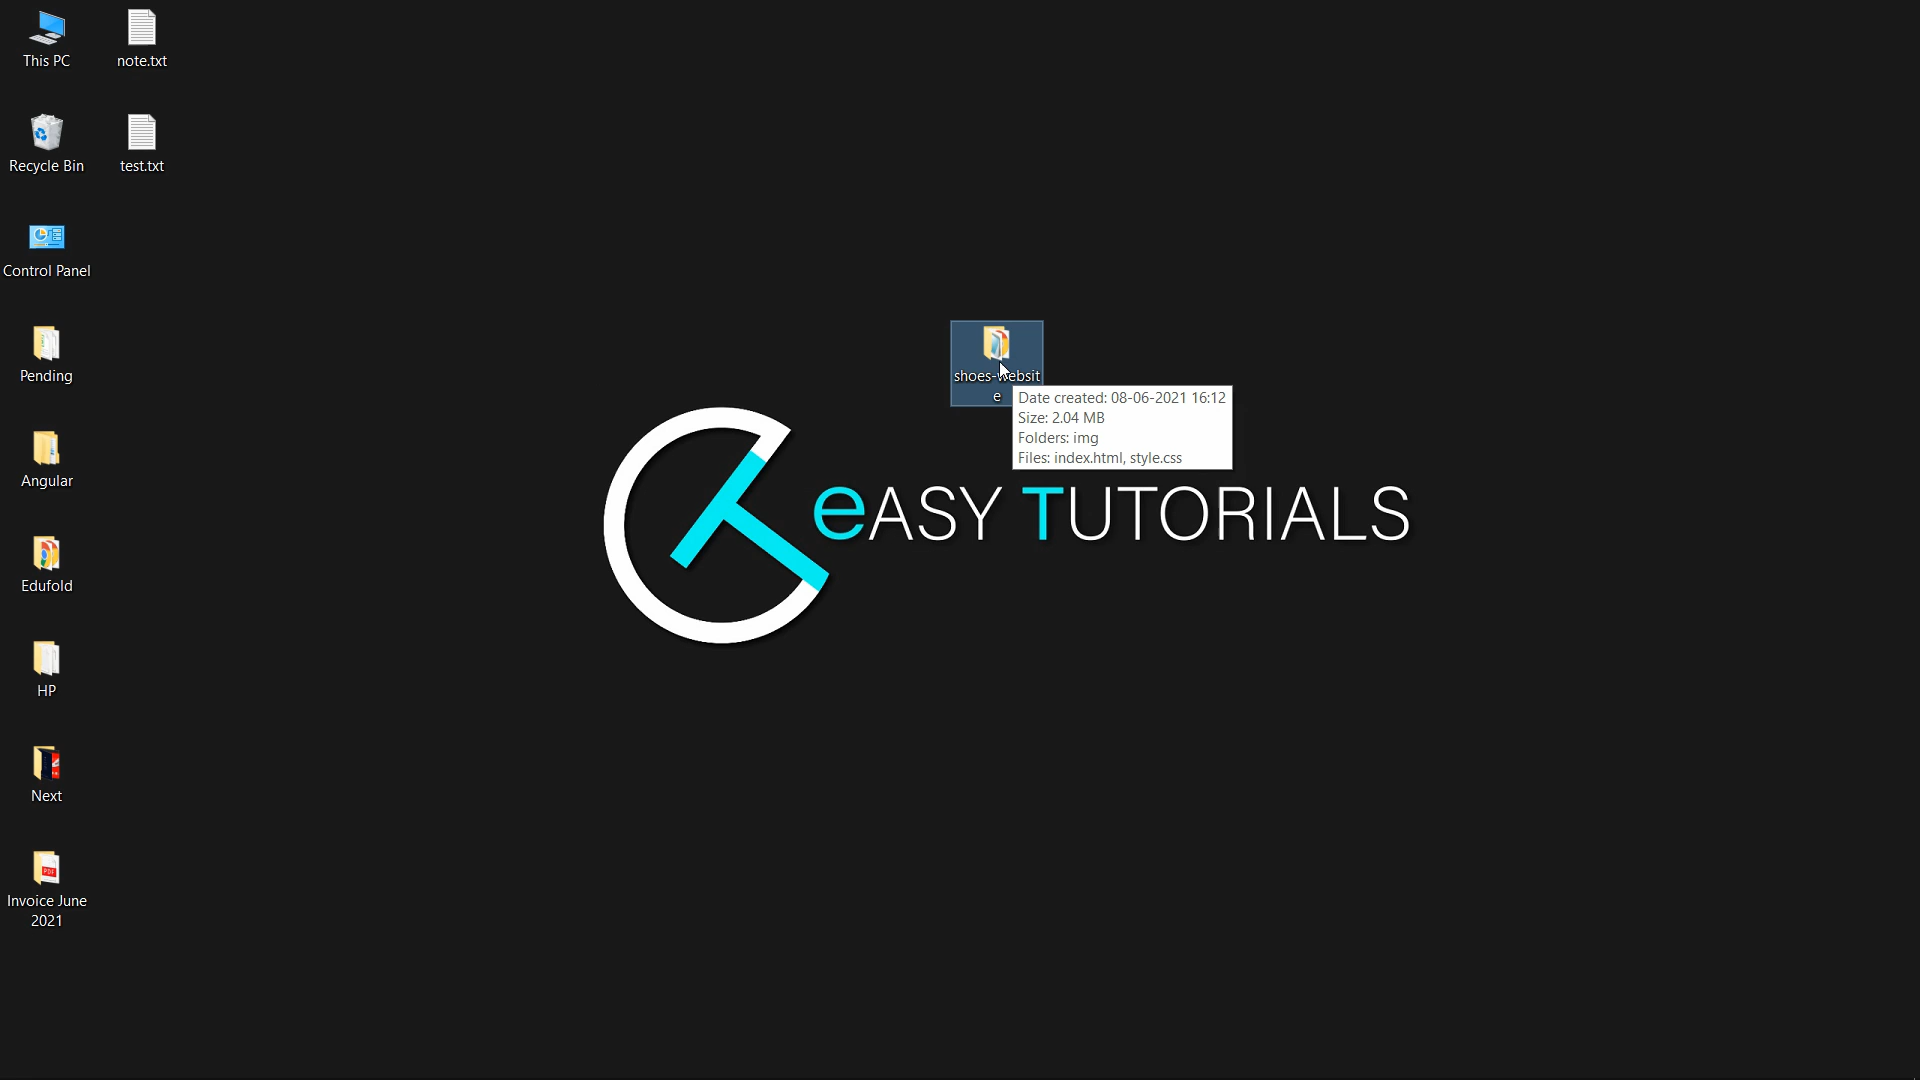 This PC
note.txt
Recycle Bin
test.txt
Control Panel
Pending
Angular
Edufold
HP
Next
Invoice June
2021
shoes-websit
e
Date created: 08-06-2021 16:12
Size: 2.04 MB
Folders: img
Files: index.html, style.css
eASY TUTORIALS